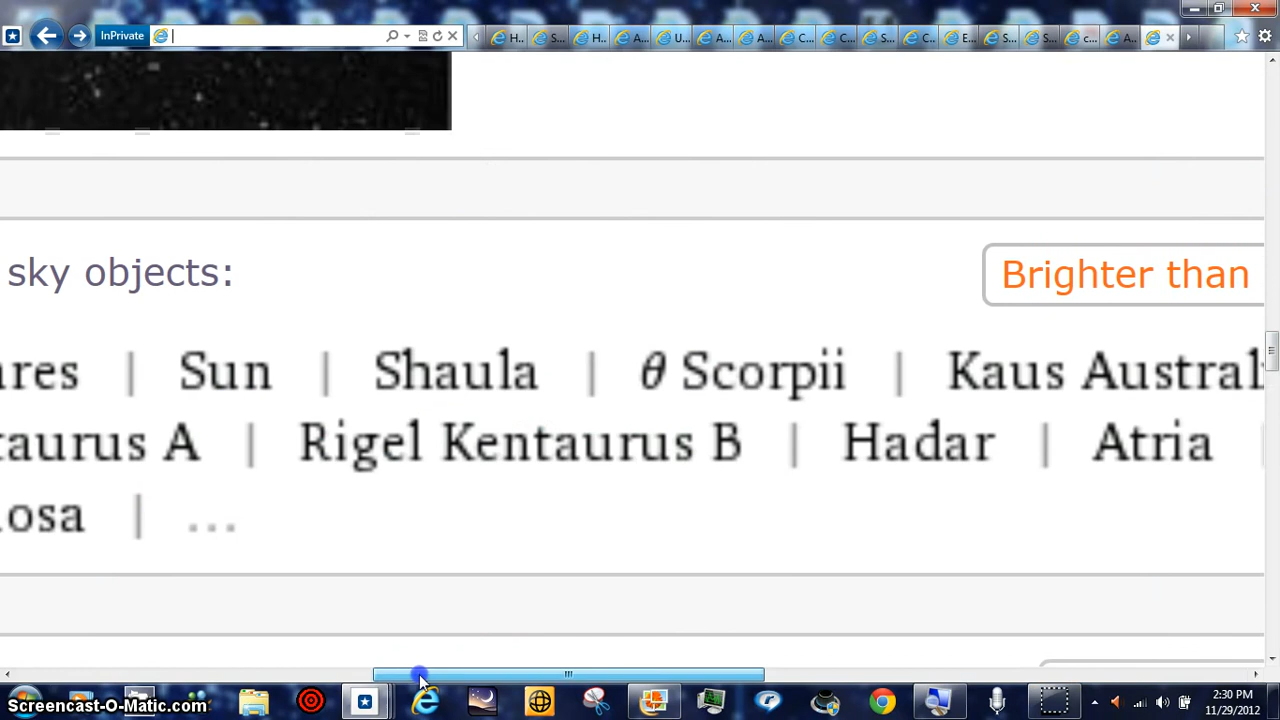 InPrivate
H... S... H... A... U... A... A... C... C... S... C... E... S... S... c... A...
sky objects:
Brighter than
ares | Sun | Shaula | θ Scorpii | Kaus Austral
taurus A | Rigel Kentaurus B | Hadar | Atria
osa | ...
Screencast-O-Matic.com
2:30 PM
11/29/2012